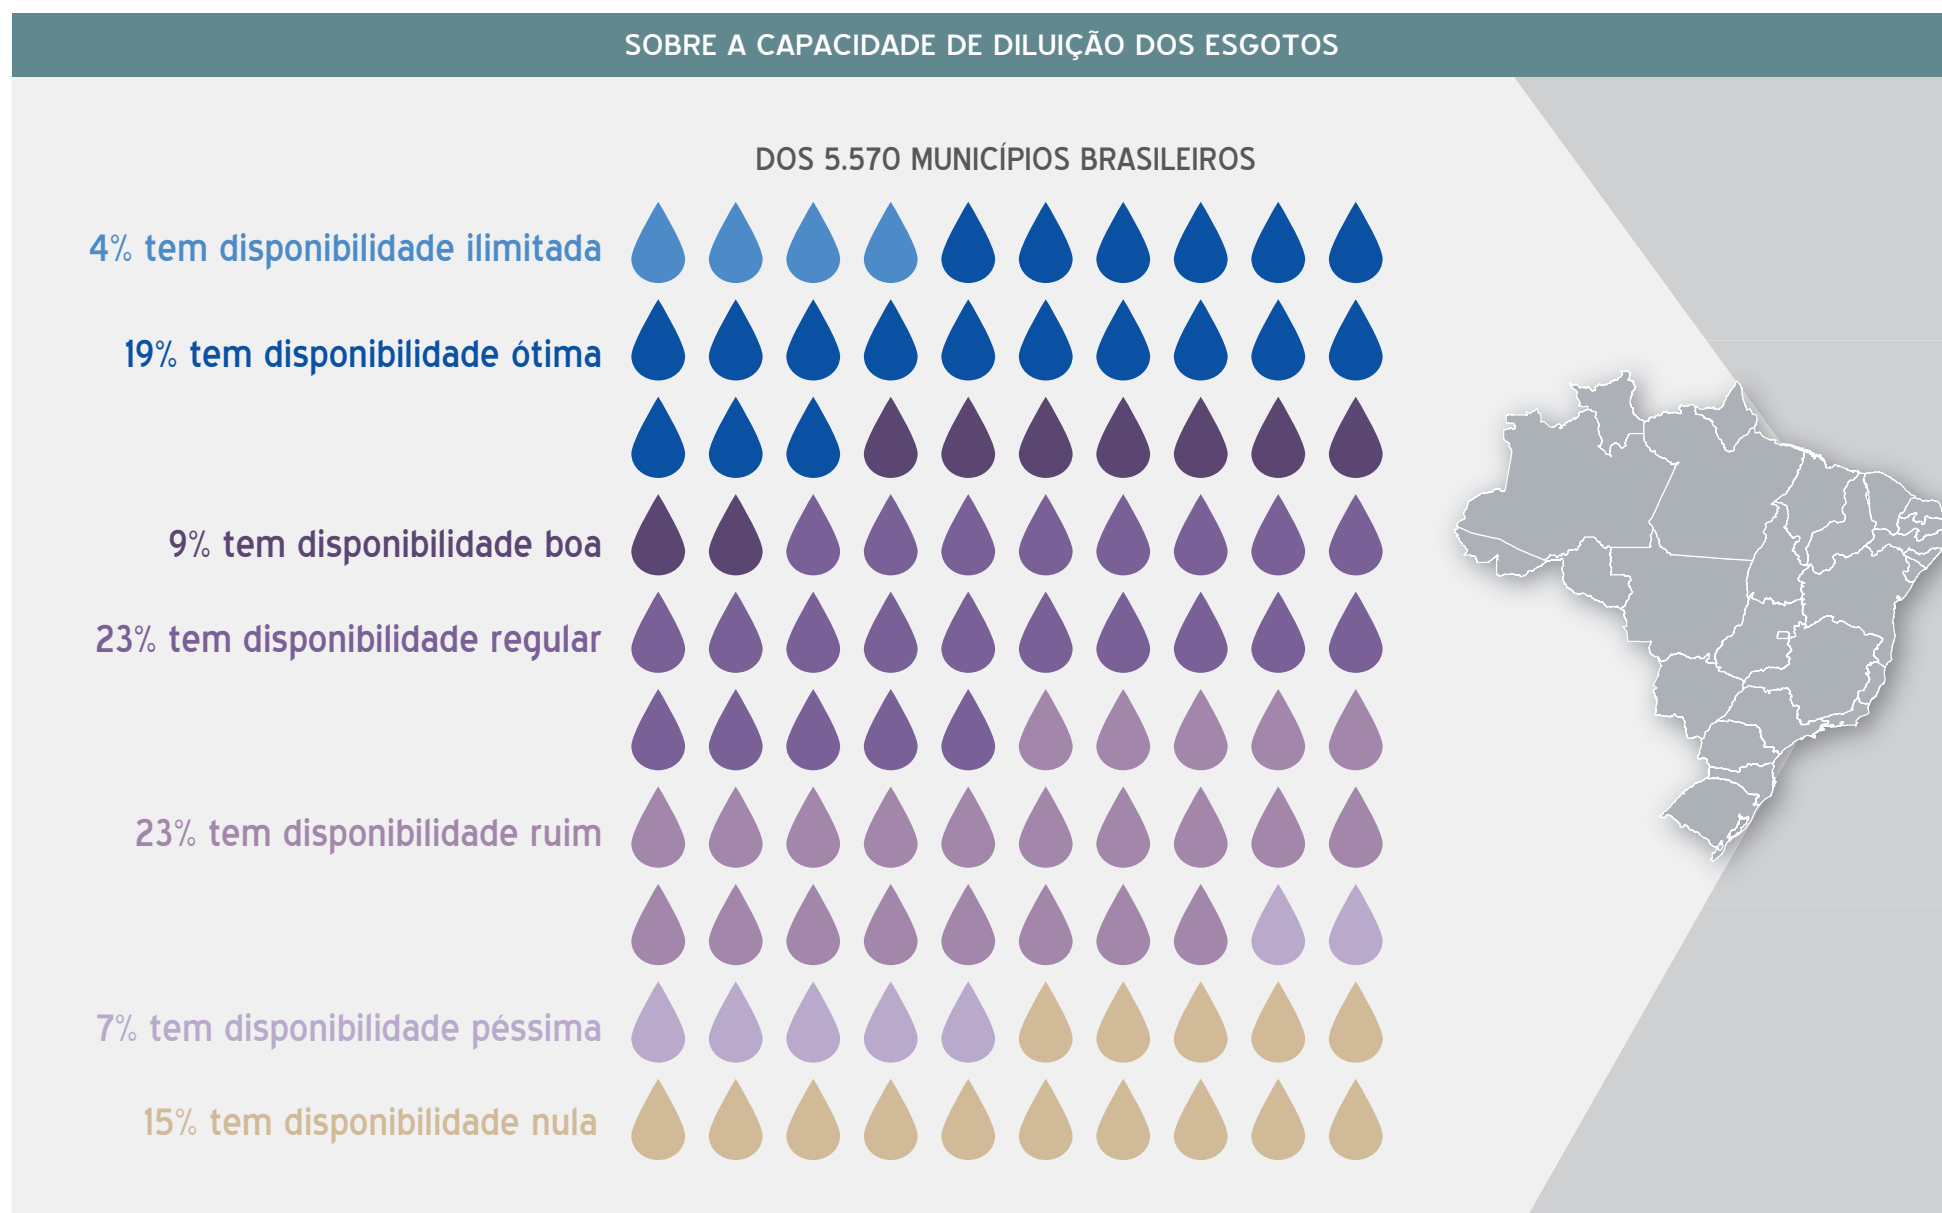 SOBRE A CAPACIDADE DE DILUIÇÃO DOS ESGOTOS
DOS 5.570 MUNICÍPIOS BRASILEIROS
4% tem disponibilidade ilimitada
19% tem disponibilidade ótima
9% tem disponibilidade boa
23% tem disponibilidade regular
23% tem disponibilidade ruim
7% tem disponibilidade péssima
15% tem disponibilidade nula